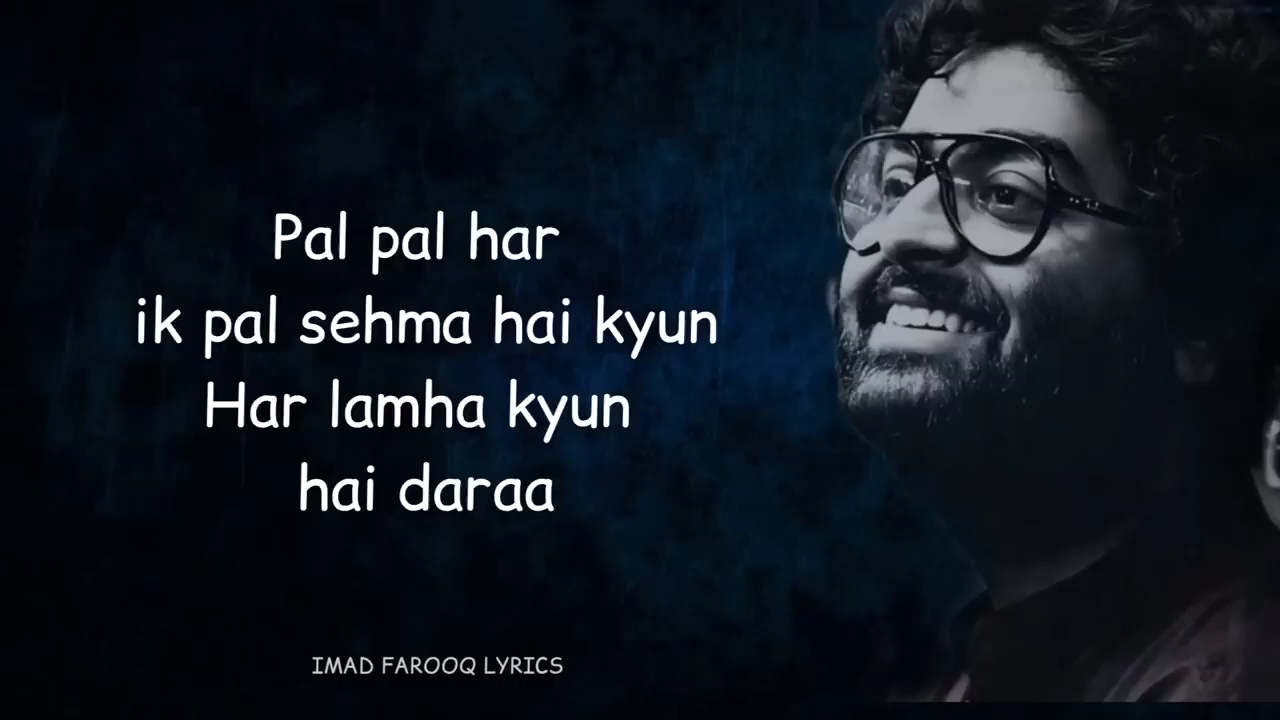 Pal pal har
ik pal sehma hai kyun
Har lamha kyun
hai daraa
IMAD FAROOQ LYRICS